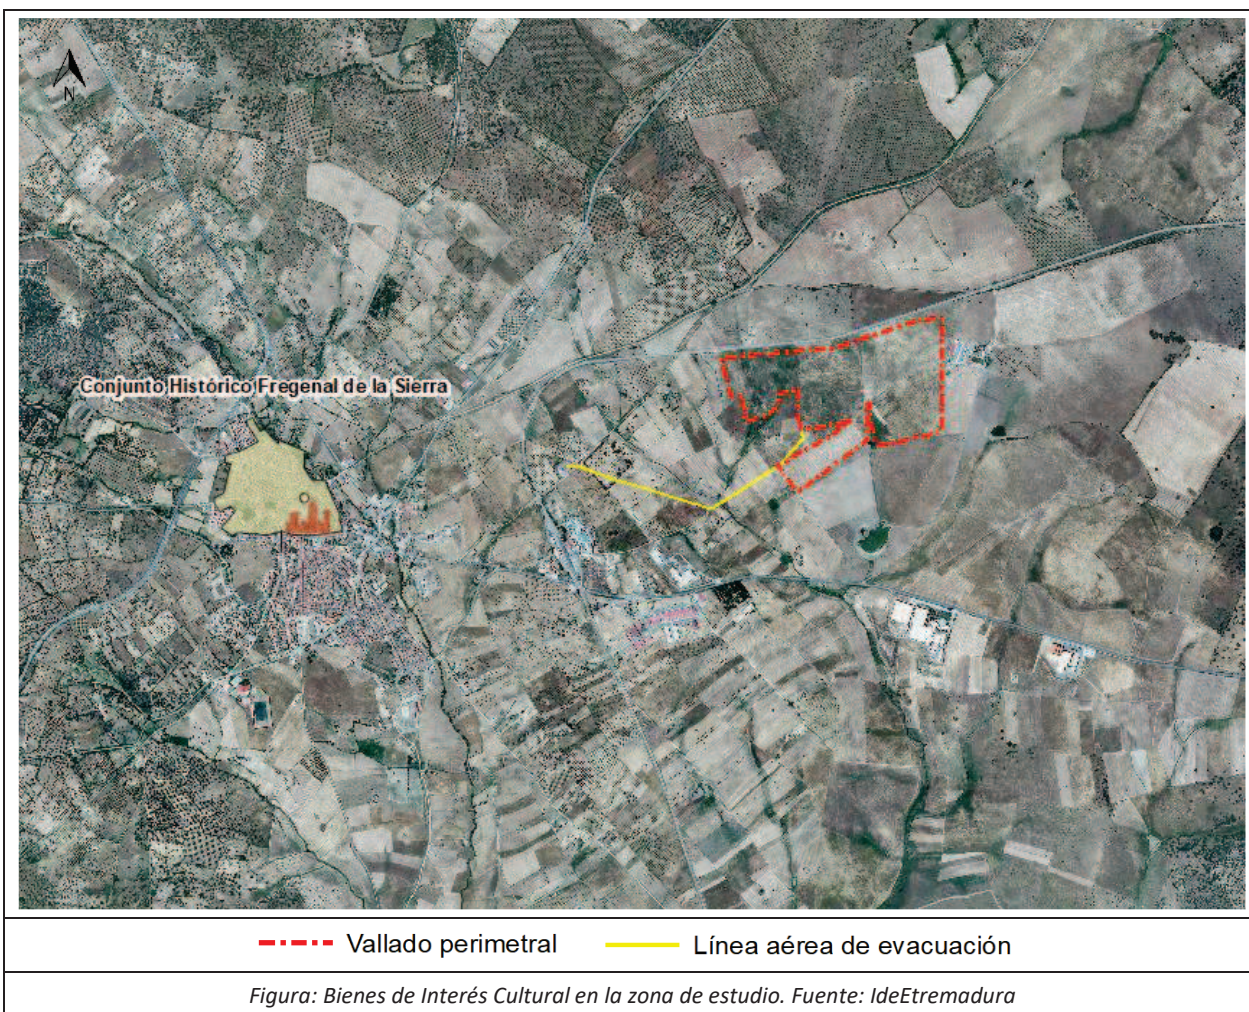 N
Conjunto Histórico Fregenal de la Sierra
Vallado perimetral
Línea aérea de evacuación
Figura: Bienes de Interés Cultural en la zona de estudio. Fuente: IdeEtremadura